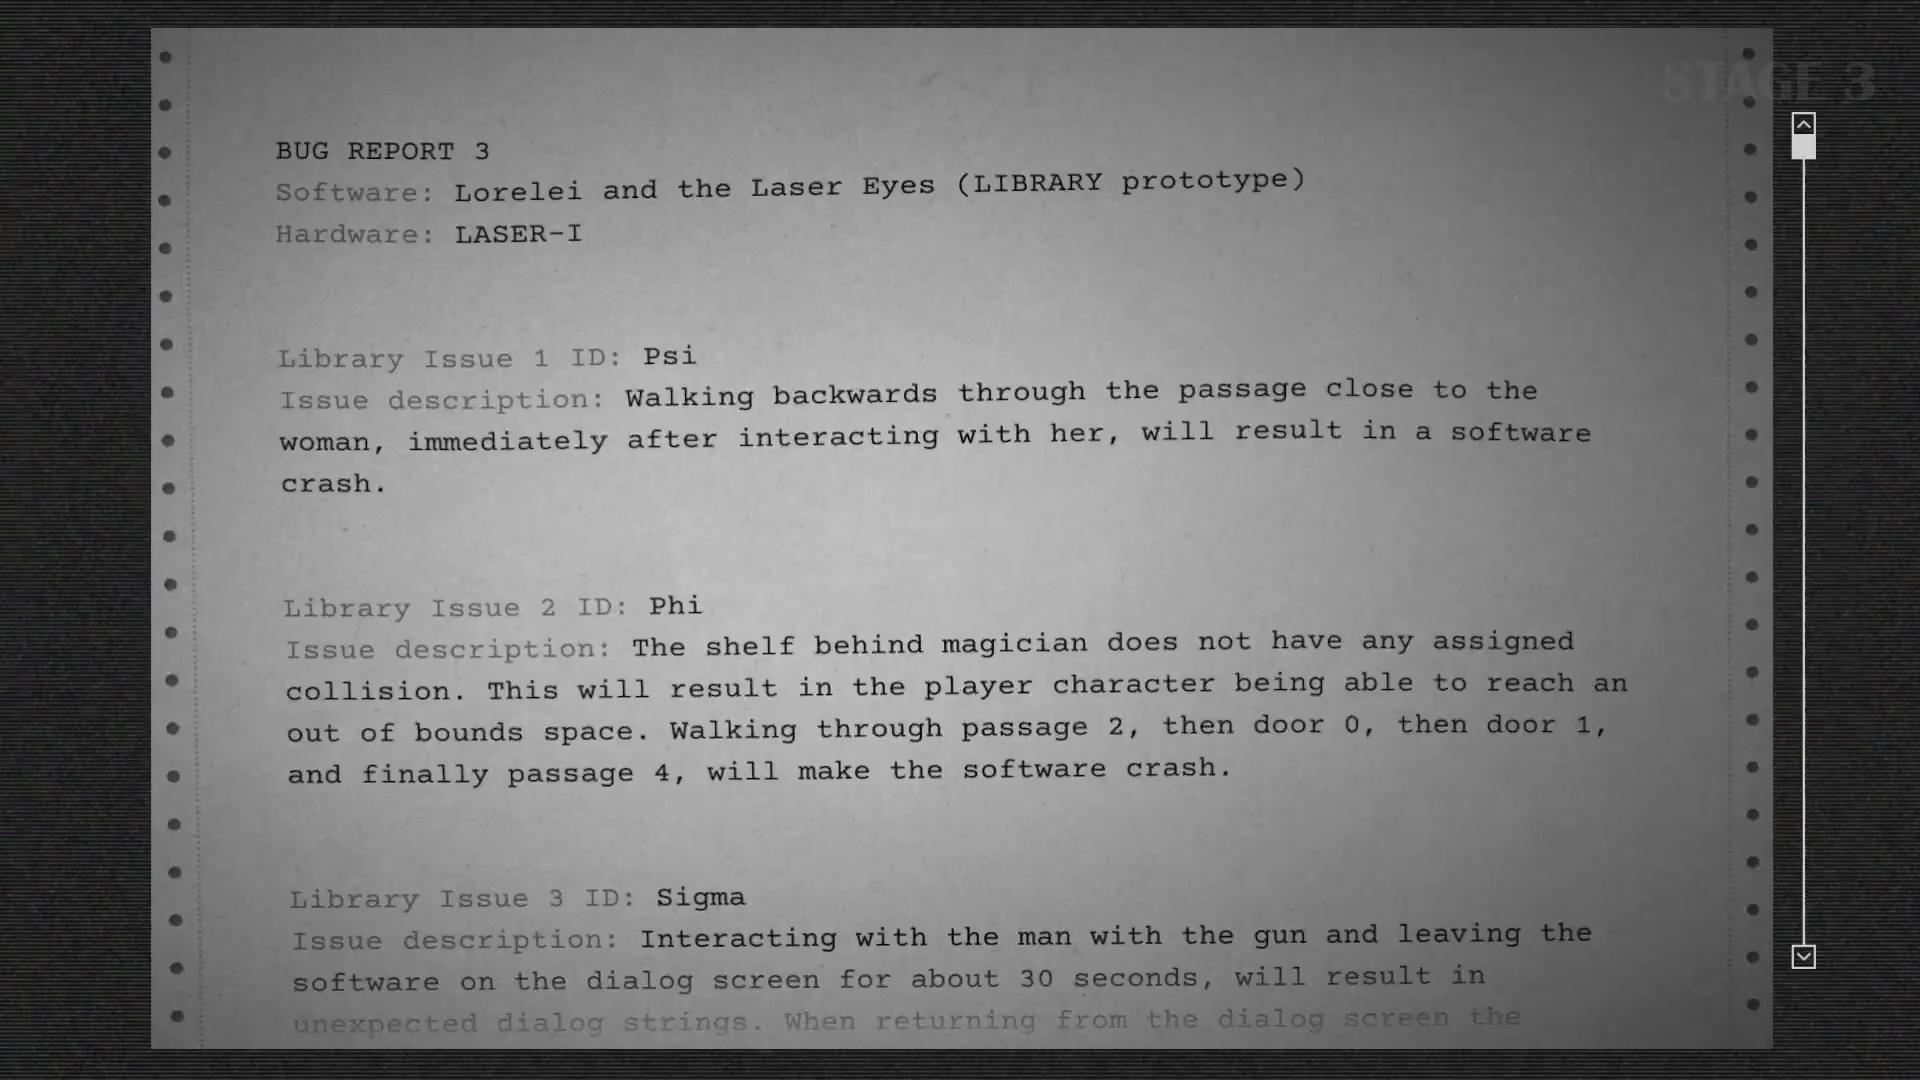 STAGE 3
BUG REPORT 3
Software: Lorelei and the Laser Eyes (LIBRARY prototype)
Hardware: LASER-I
Library Issue 1 ID: Psi
Issue description: Walking backwards through the passage close to the
woman, immediately after interacting with her, will result in a software
crash.
Library Issue 2 ID: Phi
Issue description: The shelf behind magician does not have any assigned
collision. This will result in the player character being able to reach an
out of bounds space. Walking through passage 2, then door 0, then door 1,
and finally passage 4, will make the software crash.
Library Issue 3 ID: Sigma
Issue description: Interacting with the man with the gun and leaving the
software on the dialog screen for about 30 seconds, will result in
unexpected dialog strings. When returning from the dialog screen the